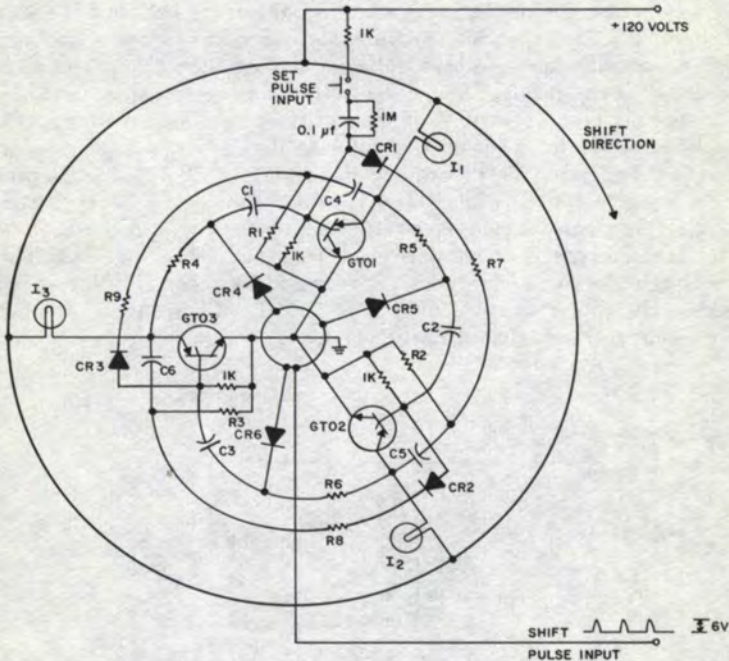 1K
+120 VOLTS
SET
PULSE
INPUT
1M
0.1 µf
CR1
I1
SHIFT
DIRECTION
C1
C4
R1
1K
GTO1
R5
R7
R4
I3
R9
CR4
CR5
C2
GTO3
R2
CR3
C6
1K
1K
R3
GTO2
C3
CR6
C5
R6
CR2
R8
I2
SHIFT
6V
PULSE INPUT